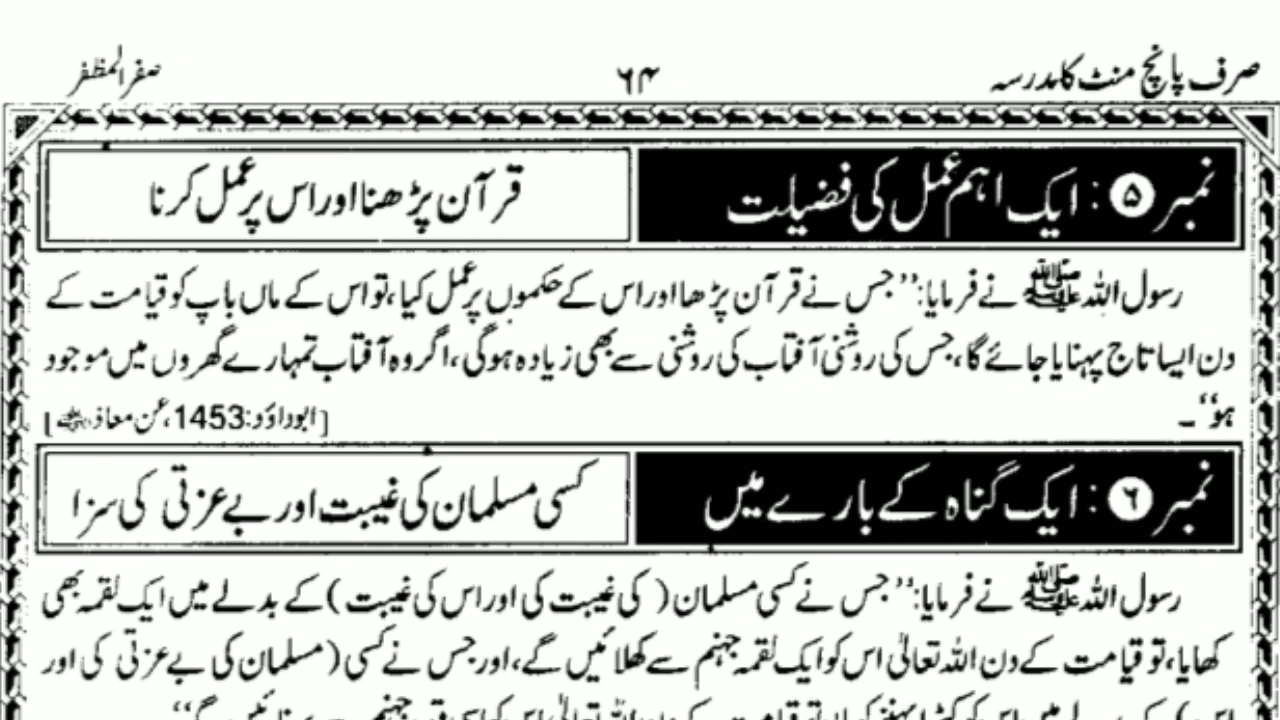 صرف پانچ منٹ کا مدرسہ ۶۴ صفر المظفر
نمبر ۵ : ایک اہم عمل کی فضیلت قرآن پڑھنا اور اس پر عمل کرنا
رسول اللہ ﷺ نے فرمایا: ’’جس نے قرآن پڑھا اور اس کے حکموں پر عمل کیا، تو اس کے ماں باپ کو قیامت کے
دن ایسا تاج پہنایا جائے گا، جس کی روشنی آفتاب کی روشنی سے بھی زیادہ ہوگی، اگر وہ آفتاب تمہارے گھروں میں موجود
ہو‘‘۔ [ابوداؤد: 1453، عن معاذ ؓ]
نمبر ۶ : ایک گناہ کے بارے میں کسی مسلمان کی غیبت اور بے عزتی کی سزا
رسول اللہ ﷺ نے فرمایا: ’’جس نے کسی مسلمان ( کی غیبت کی اور اس کی غیبت ) کے بدلے میں ایک لقمہ بھی
کھایا، تو قیامت کے دن اللہ تعالیٰ اس کو ایک لقمہ جہنم سے کھلائیں گے، اور جس نے کسی ( مسلمان کی بے عزتی کی اور